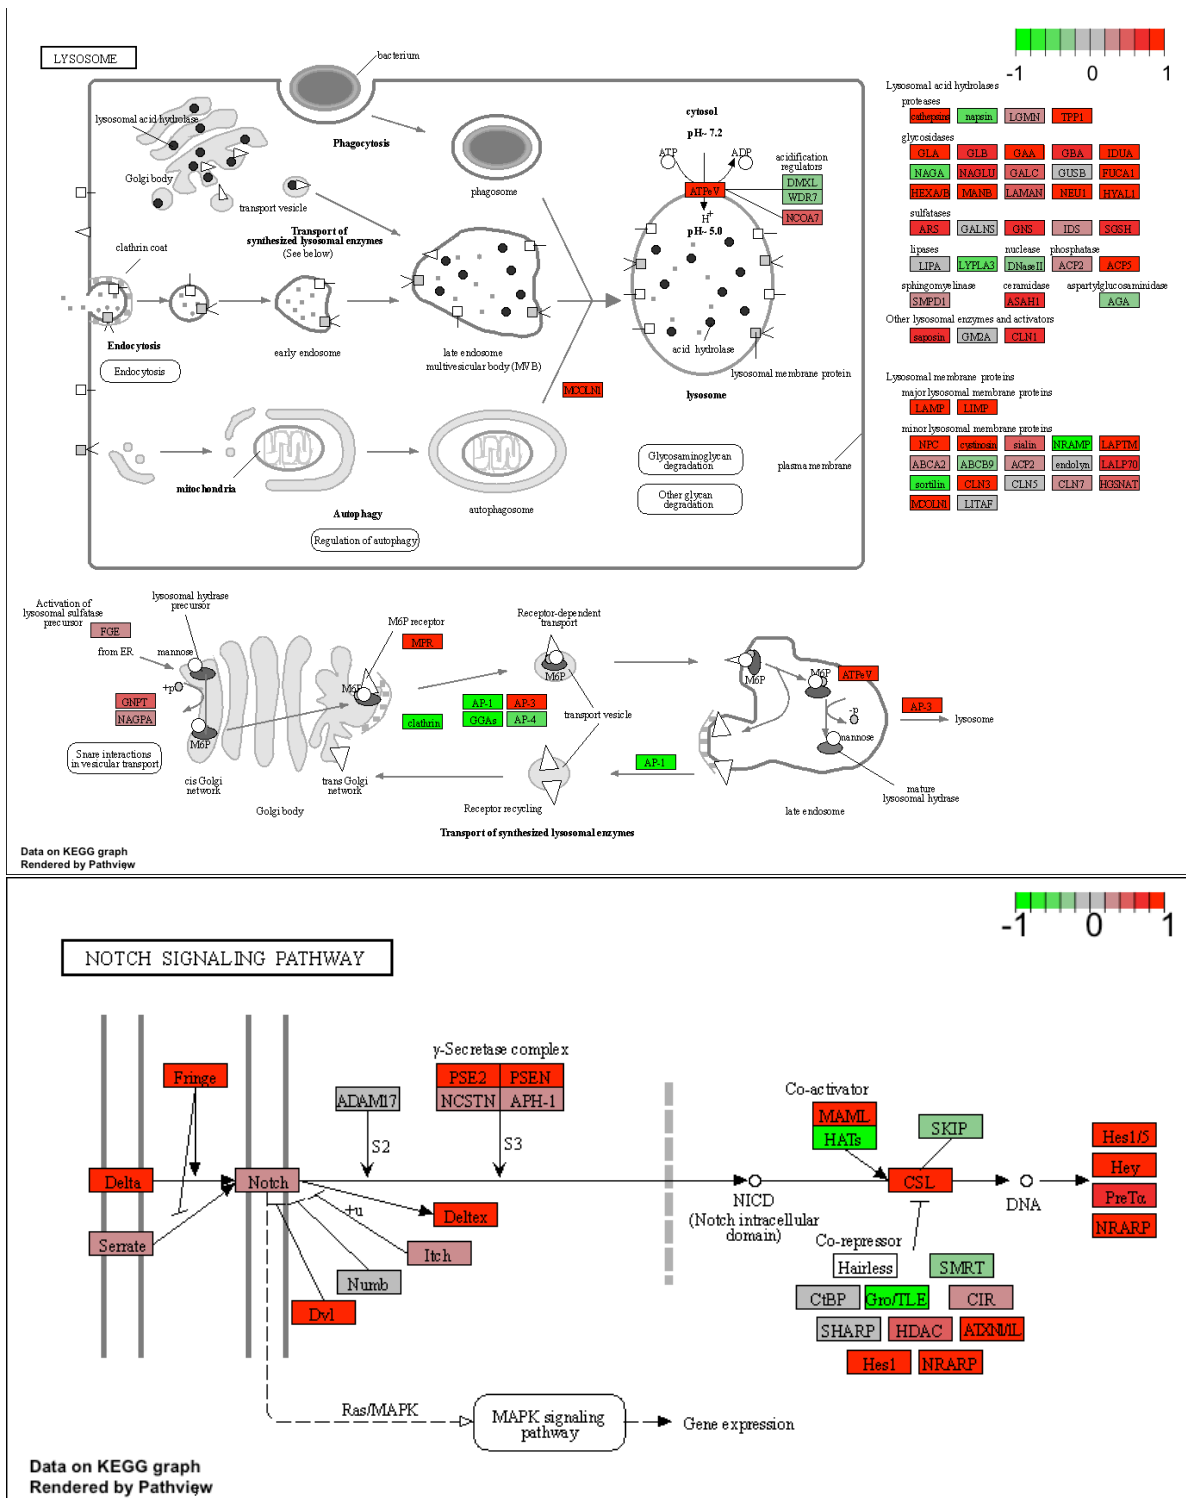 LYSOSOME
-1 0 1
bacterium
lysosomal acid hydrolase
Golgi body
Phagocytosis
phagosome
transport vesicle
Transport of
synthesized lysosomal enzymes
(See below)
cytosol
pH~ 7.2
ATP ADP
ATPeV
H+
pH~ 5.0
acidification
regulators
DMXL
WDR7
NCOA7
clathrin coat
Endocytosis
Endocytosis
early endosome
late endosome
multivesicular body (MVB)
acid hydrolase
lysosomal membrane protein
lysosome
MCOLN1
mitochondria
Autophagy
Regulation of autophagy
autophagosome
Glycosaminoglycan
degradation
Other glycan
degradation
plasma membrane
Lysosomal acid hydrolases
proteases
cathepsins napsin LGMN TPP1
glycosidases
GLA GLB GAA GBA IDUA
NAGA NAGLU GALC GUSB FUCA1
HEXA/B MANB LAMAN NEU1 HYAL1
sulfatases
ARS GALNS GNS IDS SGSH
lipases nuclease phosphatase
LIPA LYPLA3 DNaseII ACP2 ACP5
sphingomyelinase ceramidase aspartylglucosaminidase
SMPD1 ASAH1 AGA
Other lysosomal enzymes and activators
saposin GM2A CLN1
Lysosomal membrane proteins
major lysosomal membrane proteins
LAMP LIMP
minor lysosomal membrane proteins
NPC cystinosin sialin NRAMP LAPTM
ABCA2 ABCB9 ACP2 endolyn LALP70
sortilin CLN3 CLN5 CLN7 HGSNAT
MCOLN1 LITAF
Activation of
lysosomal sulfatase
precursor
FGE
lysosomal hydrase
precursor
from ER
mannose
+p
GNPT
NAGPA
M6P
Snare interactions
in vesicular transport
cis Golgi
network
Golgi body
trans Golgi
network
M6P receptor
MPR
M6P
clathrin
AP-1 AP-3
GGAs AP-4
Receptor-dependent
transport
M6P
transport vesicle
Receptor recycling
AP-1
M6P
M6P
ATPeV
-p
mannose
AP-3
lysosome
mature
lysosomal hydrase
late endosome
Transport of synthesized lysosomal enzymes
Data on KEGG graph
Rendered by Pathview
-1 0 1
NOTCH SIGNALING PATHWAY
Fringe
Delta
Serrate
Notch
ADAM17
S2
γ-Secretase complex
PSE2 PSEN
NCSTN APH-1
S3
+u
Deltex
Itch
Numb
Dvl
NICD
(Notch intracellular
domain)
Co-activator
MAML
HATs
SKIP
CSL
DNA
Hes1/5
Hey
PreTα
NRARP
Co-repressor
Hairless SMRT
CtBP Gro/TLE CIR
SHARP HDAC ATXN1/1L
Hes1 NRARP
Ras/MAPK
MAPK signaling
pathway
Gene expression
Data on KEGG graph
Rendered by Pathview